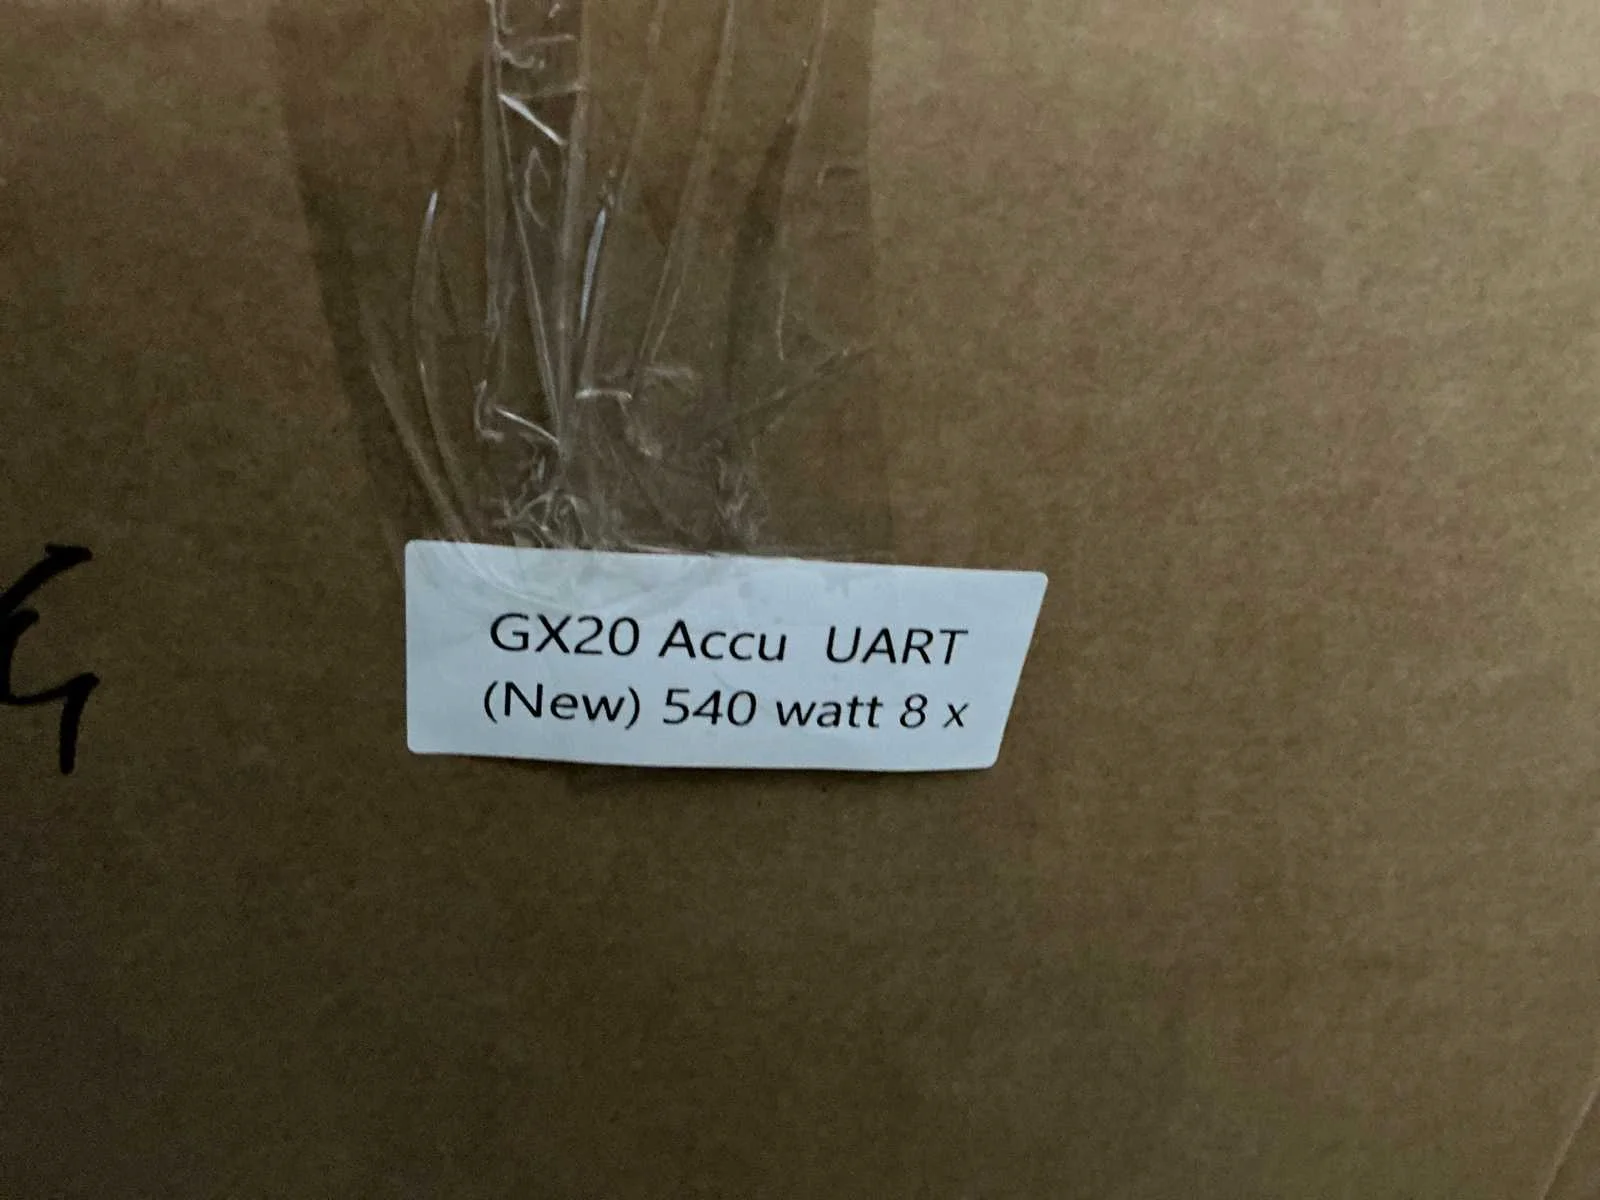 GX20 Accu UART
(New) 540 watt 8 x